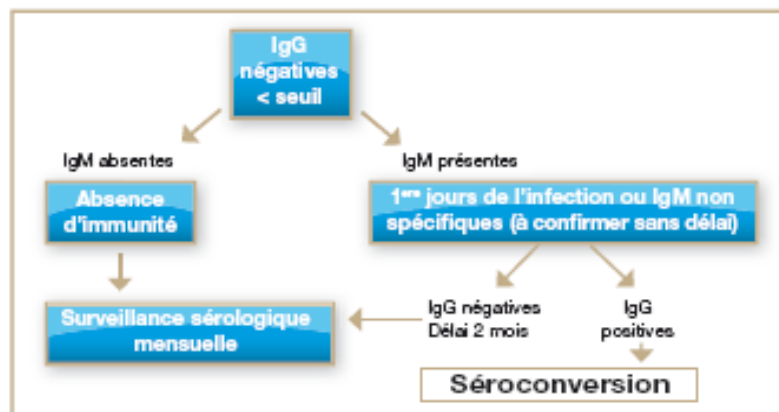 IgG
négatives
< seuil
IgM absentes
IgM présentes
Absence
d'immunité
1ers jours de l'infection ou IgM non
spécifiques (à confirmer sans délai)
Surveillance sérologique
mensuelle
IgG négatives
Délai 2 mois
IgG
positives
Séroconversion